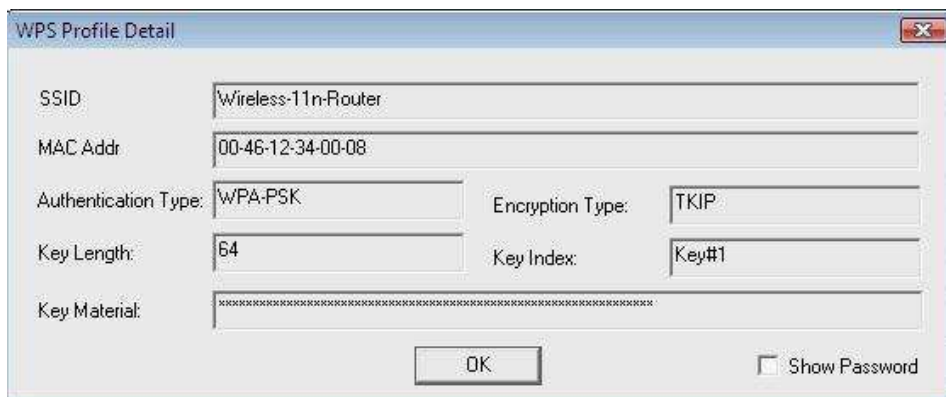 WPS Profile Detail
SSID Wireless-11n-Router
MAC Addr 00-46-12-34-00-08
Authentication Type: WPA-PSK Encryption Type: TKIP
Key Length: 64 Key Index: Key#1
Key Material: ****************************************************************
OK Show Password